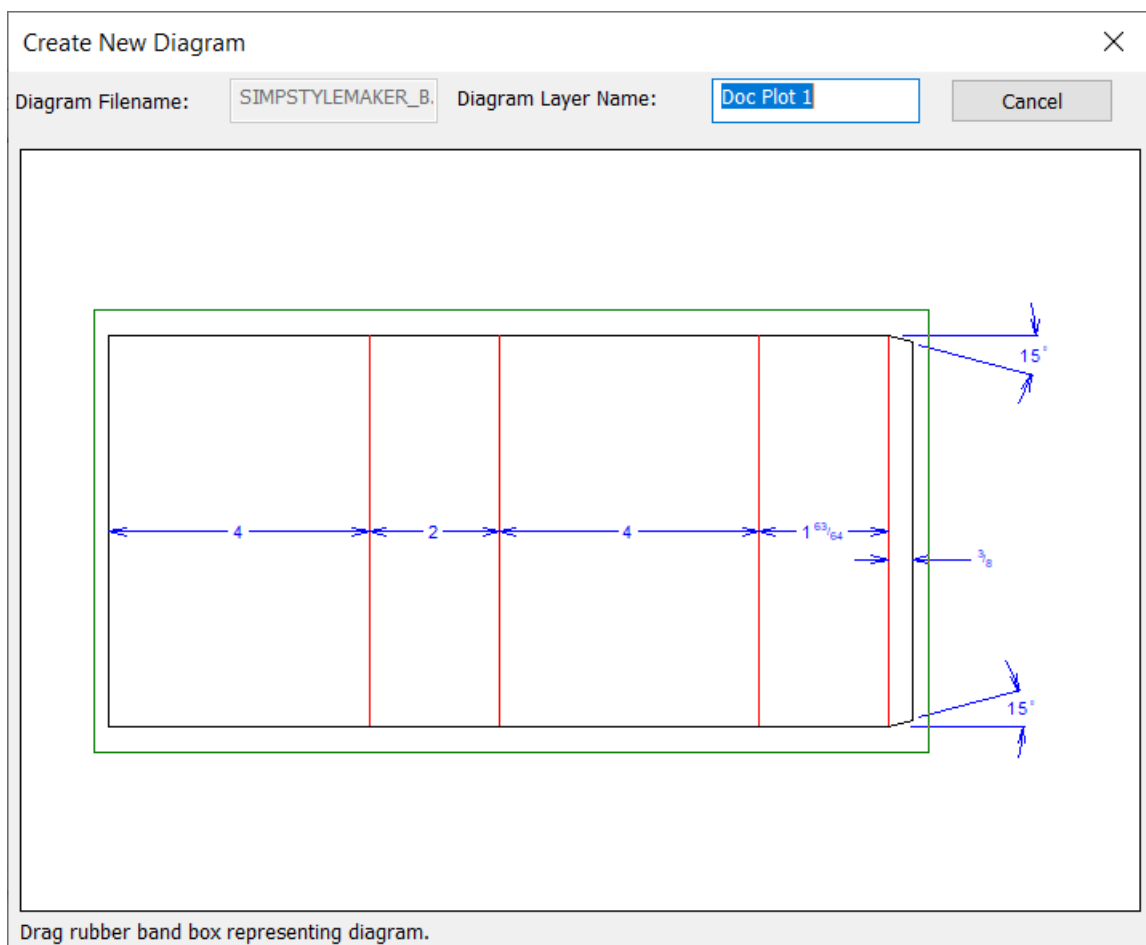 Create New Diagram
Diagram Filename: SIMPSTYLEMAKER_B. Diagram Layer Name: Doc Plot 1 Cancel
15°
4 2 4 1 63/64
3/8
15°
Drag rubber band box representing diagram.